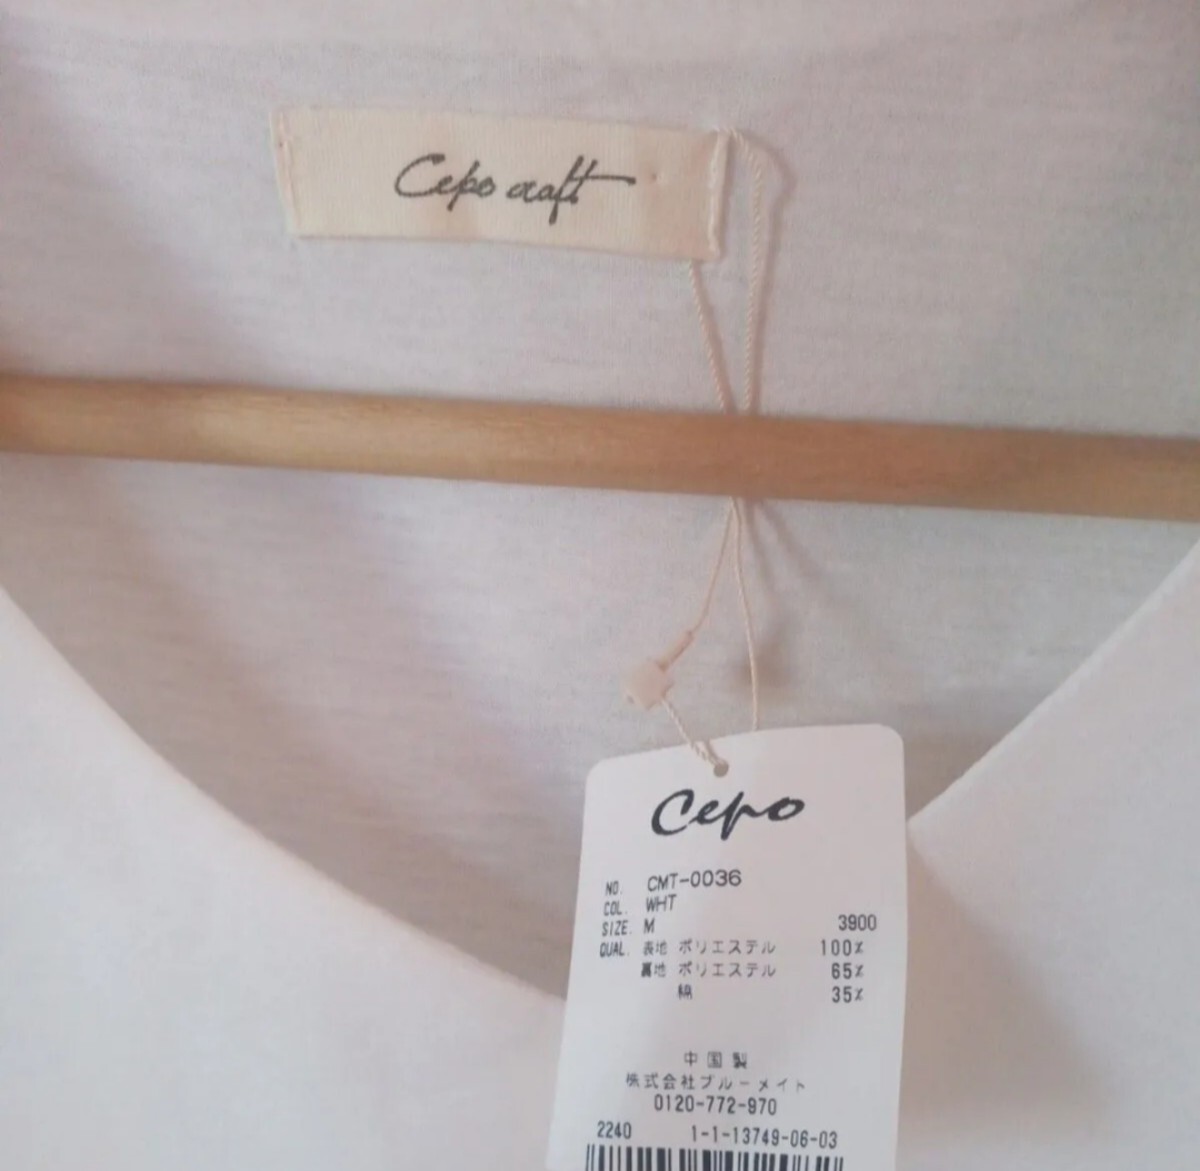 Cepo craft
Cepo
NO. CMT-0036
COL. WHT
SIZE. M 3900
QUAL.表地 ポリエステル 100%
裏地 ポリエステル 65%
綿 35%
中国製
株式会社ブルーメイト
0120-772-970
2240 1-1-13749-06-03